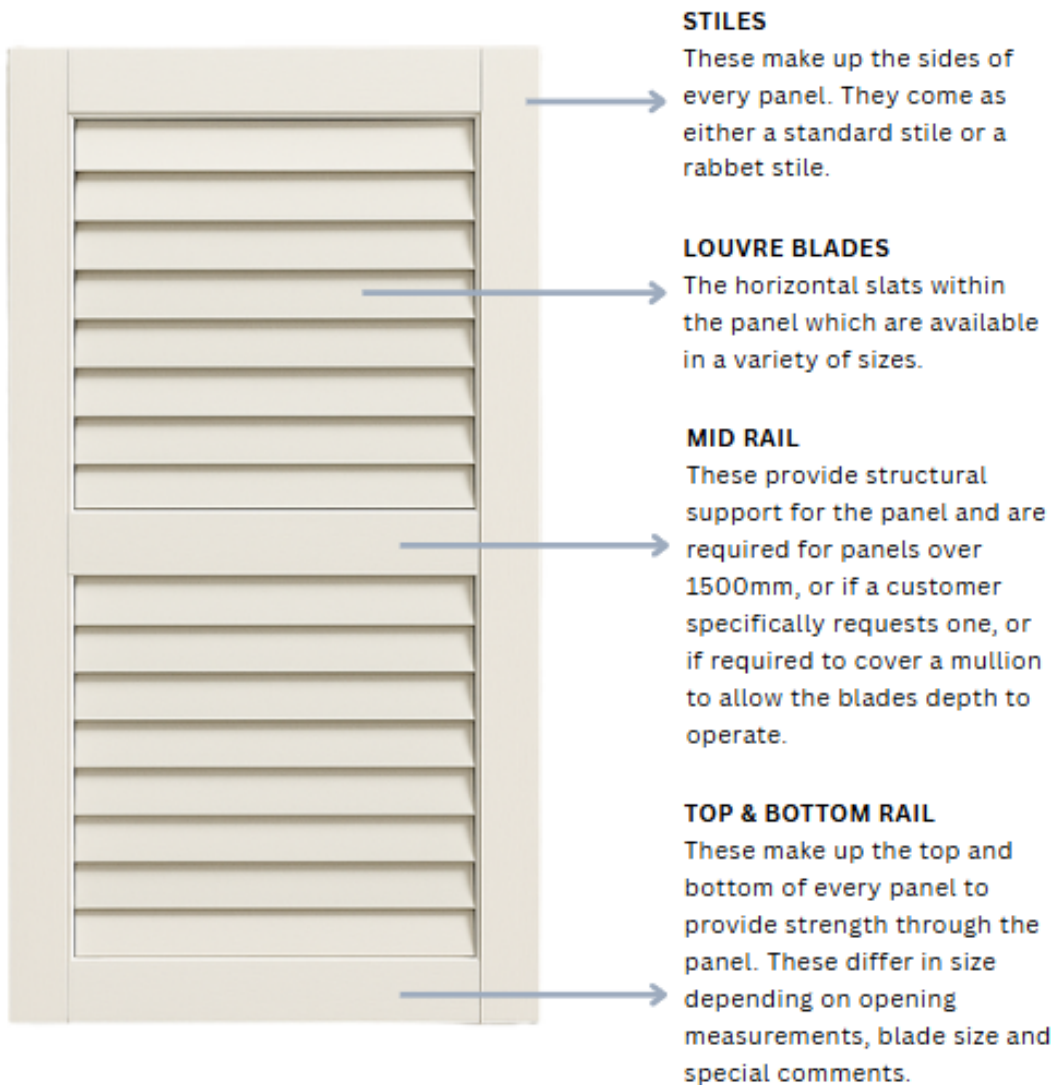 STILES
These make up the sides of
every panel. They come as
either a standard stile or a
rabbet stile.
LOUVRE BLADES
The horizontal slats within
the panel which are available
in a variety of sizes.
MID RAIL
These provide structural
support for the panel and are
required for panels over
1500mm, or if a customer
specifically requests one, or
if required to cover a mullion
to allow the blades depth to
operate.
TOP & BOTTOM RAIL
These make up the top and
bottom of every panel to
provide strength through the
panel. These differ in size
depending on opening
measurements, blade size and
special comments.